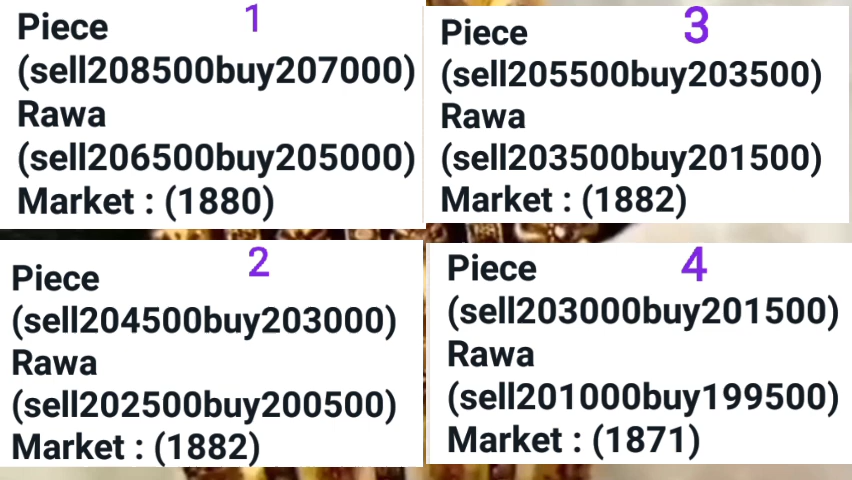 1
Piece
(sell208500buy207000)
Rawa
(sell206500buy205000)
Market : (1880)
3
Piece
(sell205500buy203500)
Rawa
(sell203500buy201500)
Market : (1882)
2
Piece
(sell204500buy203000)
Rawa
(sell202500buy200500)
Market : (1882)
4
Piece
(sell203000buy201500)
Rawa
(sell201000buy199500)
Market : (1871)